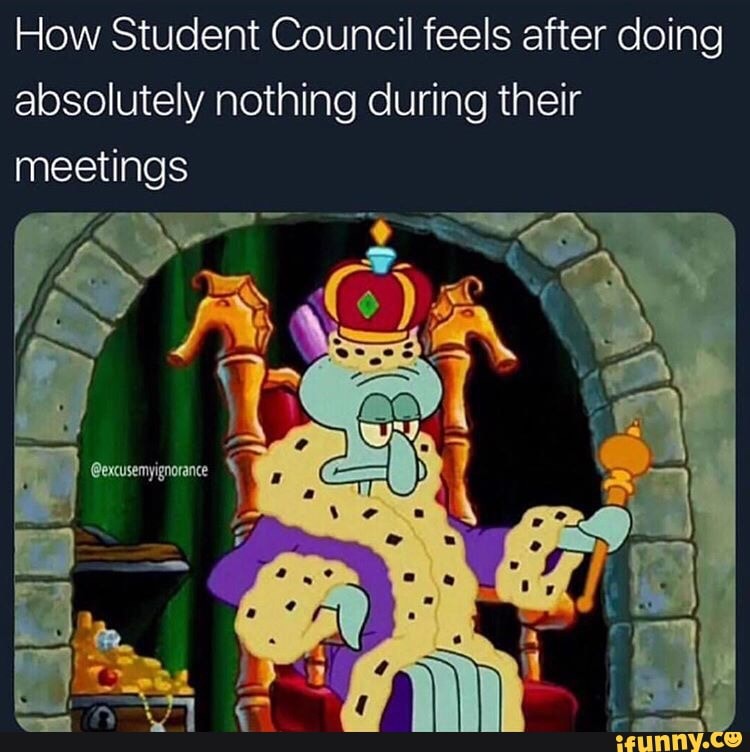 How Student Council feels after doing
absolutely nothing during their
meetings
@excusemyignorance
ifunny.co